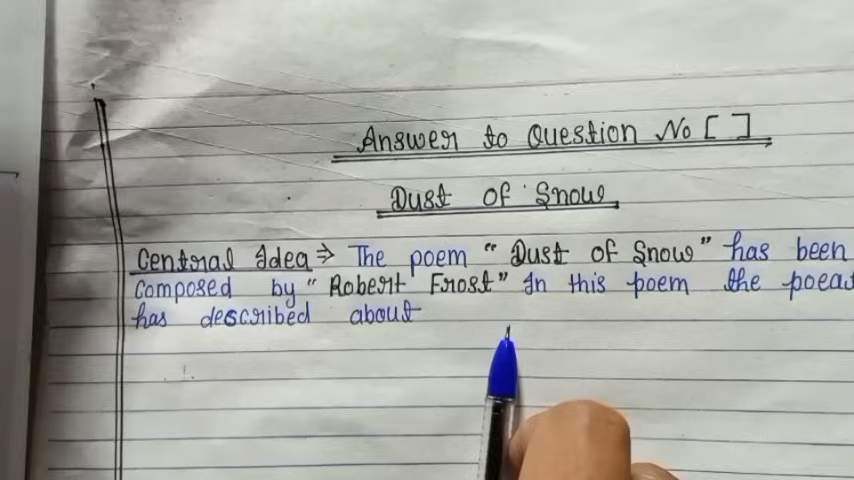 Answer to Question No [ ]
Dust of Snow
Central Idea ⇒ The poem "Dust of Snow" has been
Composed by "Robert Frost" In this poem the poeat
has described about